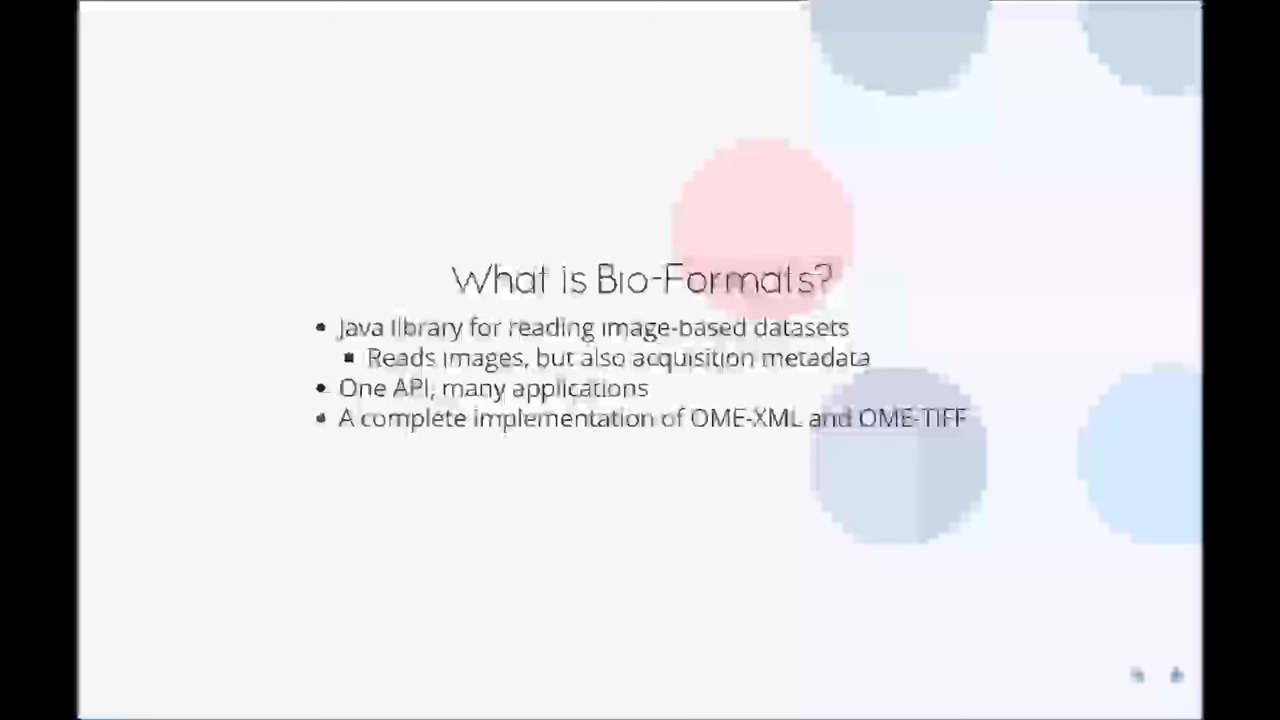 What is Bio-Formats?
• Java library for reading image-based datasets
▪ Reads images, but also acquisition metadata
• One API, many applications
• A complete implementation of OME-XML and OME-TIFF